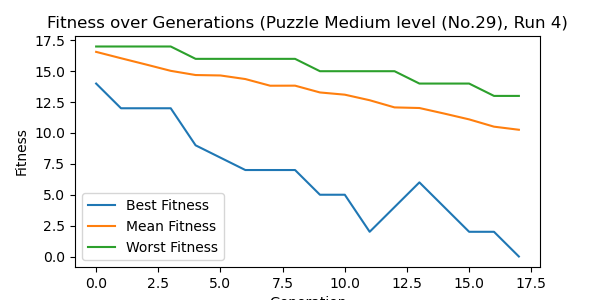 Fitness over Generations (Puzzle Medium level (No.29), Run 4)
17.5
15.0
12.5
10.0
7.5
5.0
2.5
0.0
Fitness
Best Fitness
Mean Fitness
Worst Fitness
0.0 2.5 5.0 7.5 10.0 12.5 15.0 17.5
Generation